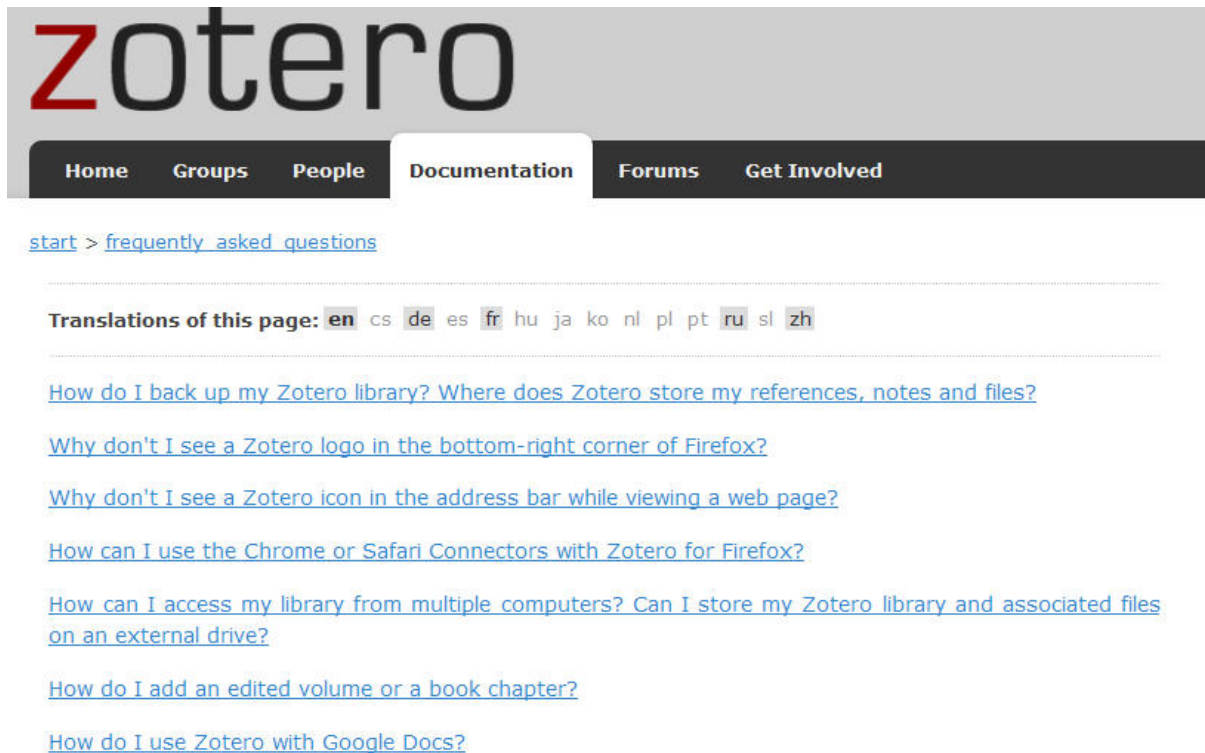 zotero
Home Groups People Documentation Forums Get Involved
start > frequently_asked_questions
Translations of this page: en cs de es fr hu ja ko nl pl pt ru sl zh
How do I back up my Zotero library? Where does Zotero store my references, notes and files?
Why don't I see a Zotero logo in the bottom-right corner of Firefox?
Why don't I see a Zotero icon in the address bar while viewing a web page?
How can I use the Chrome or Safari Connectors with Zotero for Firefox?
How can I access my library from multiple computers? Can I store my Zotero library and associated files
on an external drive?
How do I add an edited volume or a book chapter?
How do I use Zotero with Google Docs?